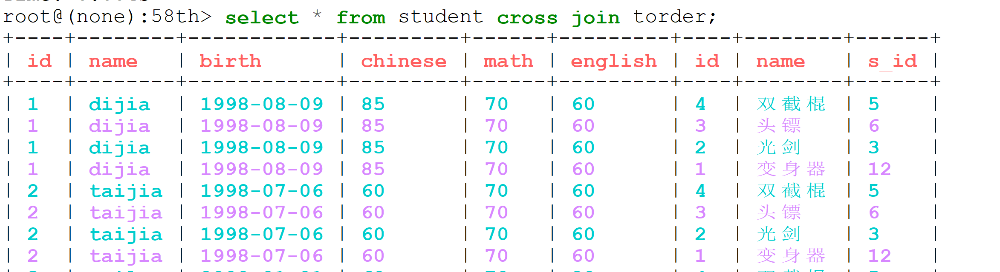 root@(none):58th> select * from student cross join torder;
+----+--------+------------+---------+------+---------+----+--------+------+
| id | name | birth | chinese | math | english | id | name | s_id |
+----+--------+------------+---------+------+---------+----+--------+------+
| 1 | dijia | 1998-08-09 | 85 | 70 | 60 | 4 | 双截棍 | 5 |
| 1 | dijia | 1998-08-09 | 85 | 70 | 60 | 3 | 头镖 | 6 |
| 1 | dijia | 1998-08-09 | 85 | 70 | 60 | 2 | 光剑 | 3 |
| 1 | dijia | 1998-08-09 | 85 | 70 | 60 | 1 | 变身器 | 12 |
| 2 | taijia | 1998-07-06 | 60 | 70 | 60 | 4 | 双截棍 | 5 |
| 2 | taijia | 1998-07-06 | 60 | 70 | 60 | 3 | 头镖 | 6 |
| 2 | taijia | 1998-07-06 | 60 | 70 | 60 | 2 | 光剑 | 3 |
| 2 | taijia | 1998-07-06 | 60 | 70 | 60 | 1 | 变身器 | 12 |